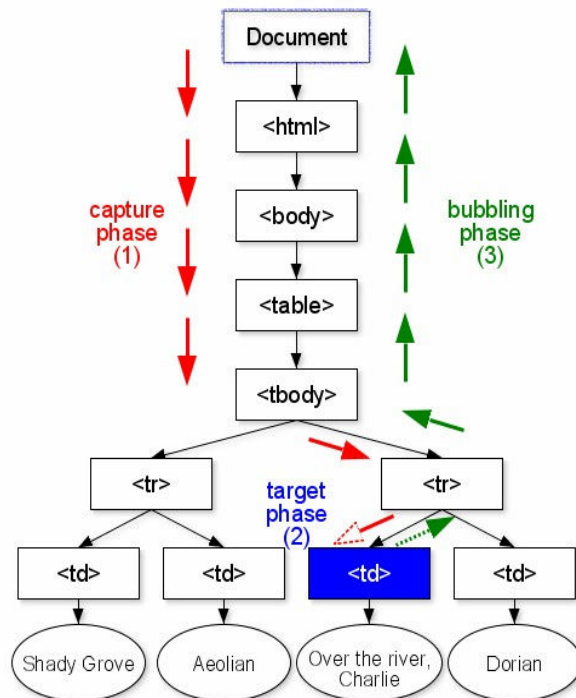 Document
<html>
capture
phase
(1)
<body>
bubbling
phase
(3)
<table>
<tbody>
<tr>
target
phase
(2)
<tr>
<td>
<td>
<td>
<td>
Shady Grove
Aeolian
Over the river,
Charlie
Dorian